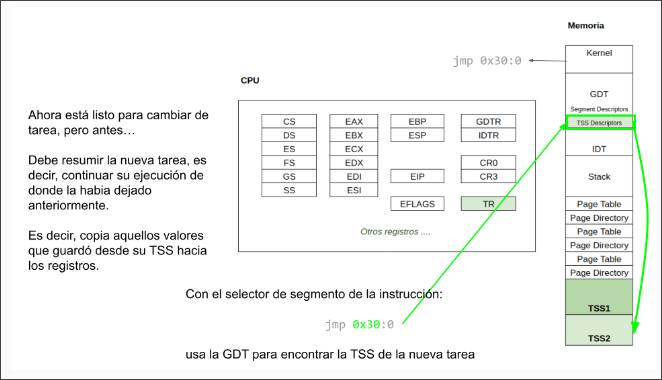 Memoria
Kernel
jmp 0x30:0
CPU
GDT
Segment Descriptors
TSS Descriptors
IDT
Stack
Page Table
Page Directory
Page Table
Page Directory
Page Table
Page Directory
TSS1
TSS2
Ahora está listo para cambiar de
tarea, pero antes…
Debe resumir la nueva tarea, es
decir, continuar su ejecución de
donde la habia dejado
anteriormente.
Es decir, copia aquellos valores
que guardó desde su TSS hacia
los registros.
CS
DS
ES
FS
GS
SS
EAX
EBX
ECX
EDX
EDI
ESI
EBP
ESP
EIP
EFLAGS
GDTR
IDTR
CR0
CR3
TR
Otros registros ....
Con el selector de segmento de la instrucción:
jmp 0x30:0
usa la GDT para encontrar la TSS de la nueva tarea